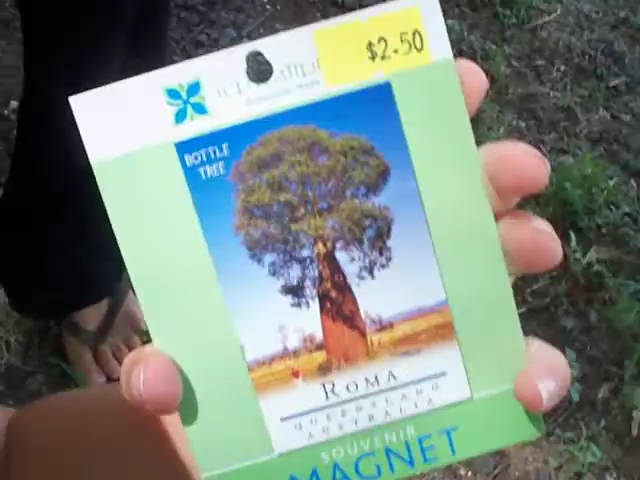 $2.50
BOTTLE
TREE
ROMA
QUEENSLAND
AUSTRALIA
SOUVENIR
MAGNET